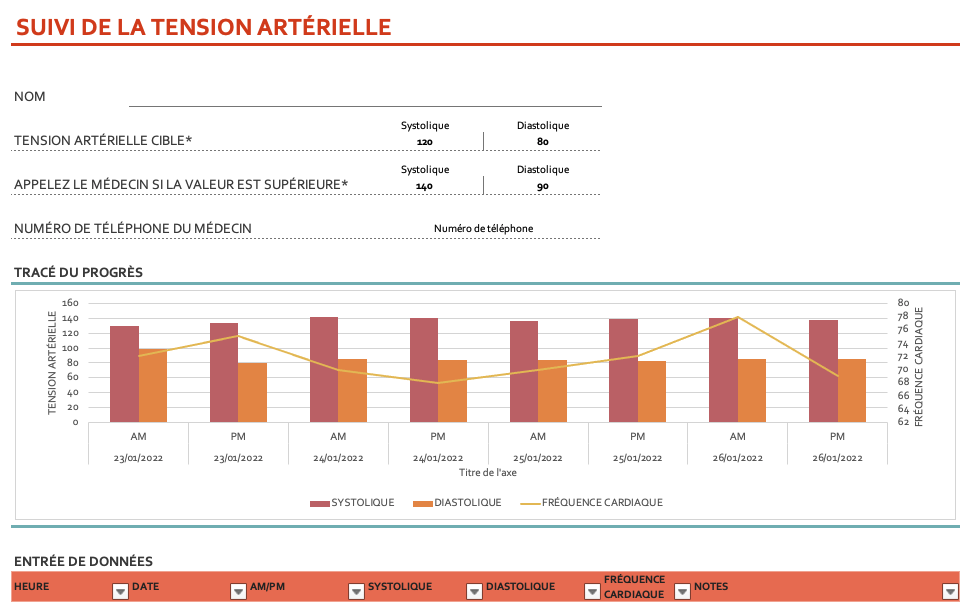 SUIVI DE LA TENSION ARTÉRIELLE
NOM
Systolique Diastolique
TENSION ARTÉRIELLE CIBLE* 120 80
Systolique Diastolique
APPELEZ LE MÉDECIN SI LA VALEUR EST SUPÉRIEURE* 140 90
NUMÉRO DE TÉLÉPHONE DU MÉDECIN Numéro de téléphone
TRACÉ DU PROGRÈS
TENSION ARTÉRIELLE
160
140
120
100
80
60
40
20
0
80
78
76
74
72
70
68
66
64
62
FRÉQUENCE CARDIAQUE
AM PM AM PM AM PM AM PM
23/01/2022 23/01/2022 24/01/2022 24/01/2022 25/01/2022 25/01/2022 26/01/2022 26/01/2022
Titre de l'axe
SYSTOLIQUE DIASTOLIQUE FRÉQUENCE CARDIAQUE
ENTRÉE DE DONNÉES
HEURE DATE AM/PM SYSTOLIQUE DIASTOLIQUE FRÉQUENCE CARDIAQUE NOTES